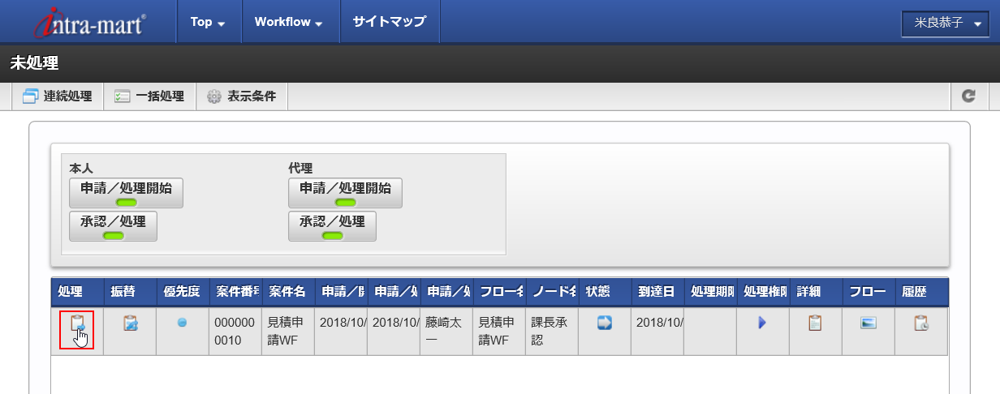 intra-mart
Top
Workflow
サイトマップ
米良恭子
未処理
連続処理
一括処理
表示条件
本人
代理
申請／処理開始
申請／処理開始
承認／処理
承認／処理
処理 振替 優先度 案件番号 案件名 申請／ 申請／ 申請／ フロー名 ノード名 状態 到達日 処理期限 処理権限 詳細 フロー 履歴
000000 見積申 2018/10/ 2018/10/ 藤崎太 見積申 課長承 2018/10/
0010 請WF 一 請WF 認